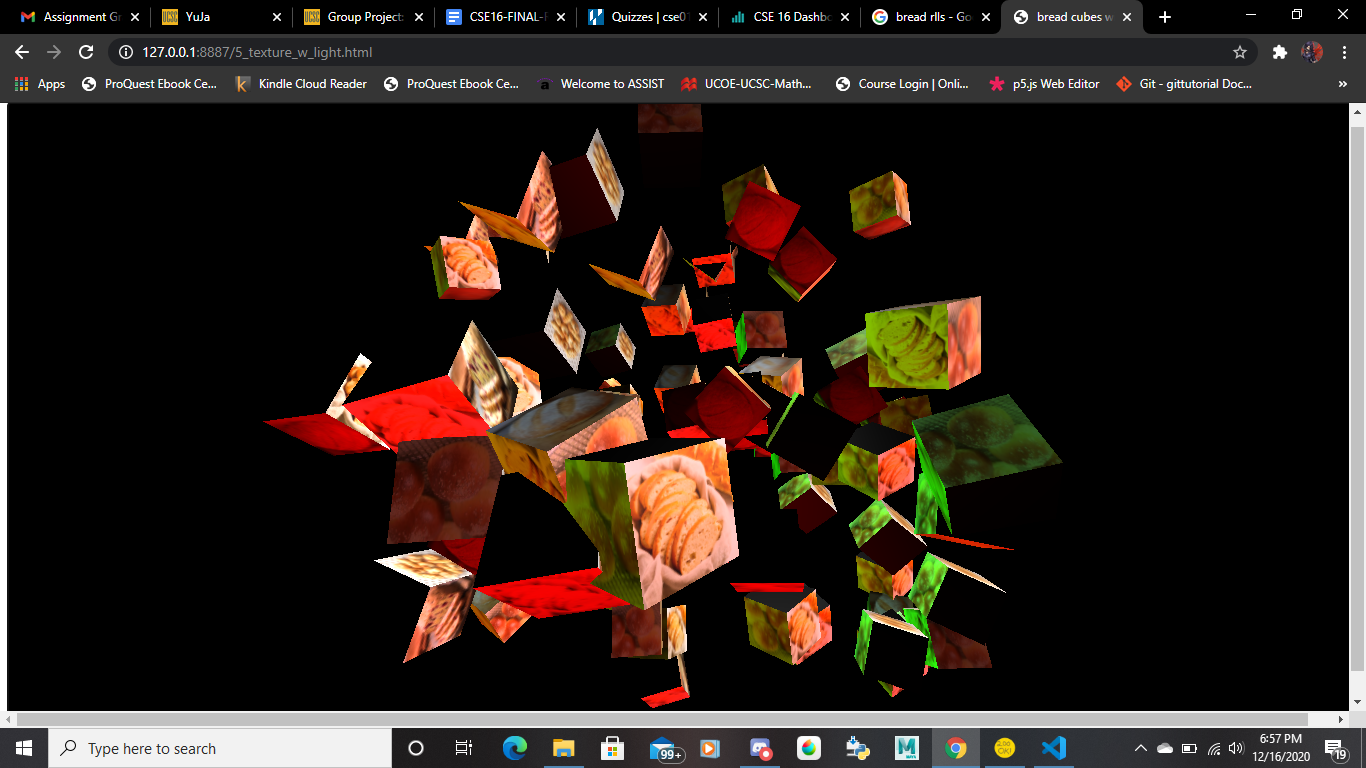 Assignment Gr
YuJa
Group Project:
CSE16-FINAL-
Quizzes | cse0
CSE 16 Dashb
bread rlls - Go
bread cubes w
127.0.0.1:8887/5_texture_w_light.html
Apps
ProQuest Ebook Ce...
Kindle Cloud Reader
ProQuest Ebook Ce...
Welcome to ASSIST
UCOE-UCSC-Math...
Course Login | Onli...
p5.js Web Editor
Git - gittutorial Doc...
»
Type here to search
99+
6:57 PM
12/16/2020
19